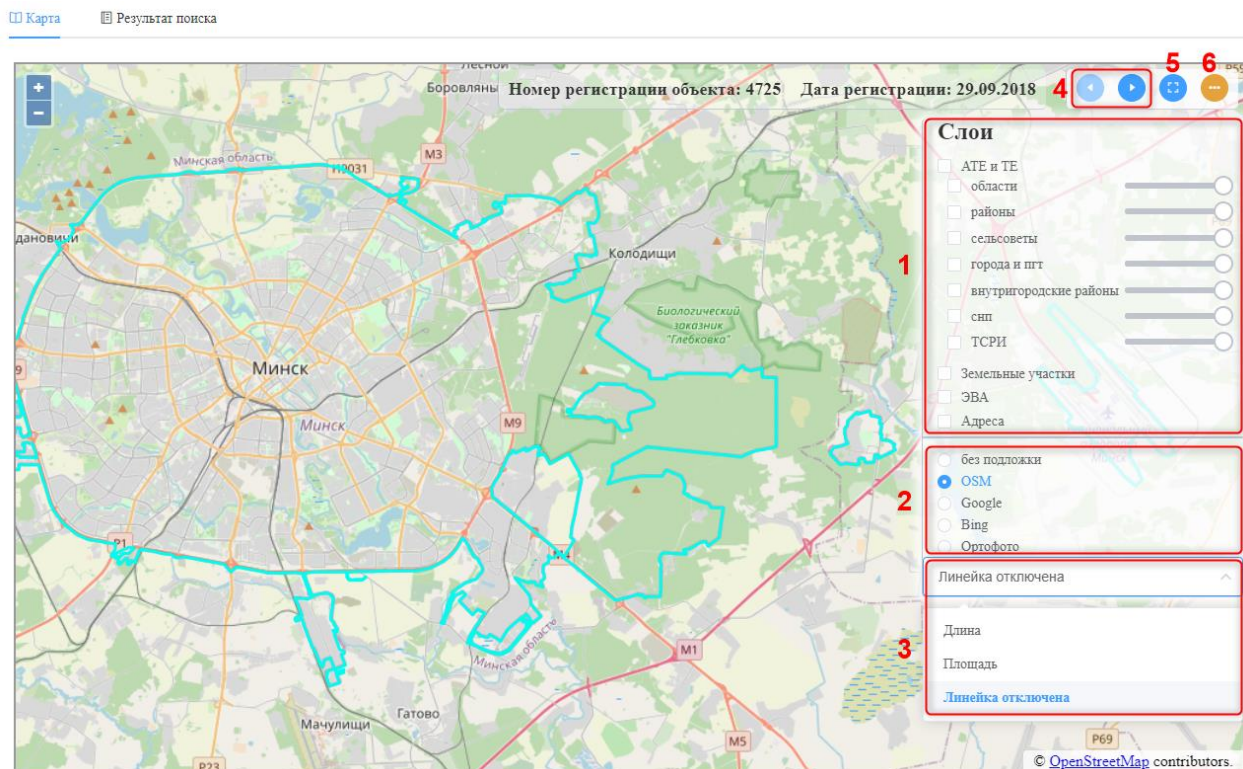 Карта
Результат поиска
+
−
Лесной
Боровляны
Номер регистрации объекта: 4725
Дата регистрации: 29.09.2018
4
5
6
Слои
АТЕ и ТЕ
области
районы
сельсоветы
города и пгт
внутригородские районы
снп
ТСРИ
Земельные участки
ЭВА
Адреса
1
без подложки
OSM
Google
Bing
Ортофото
2
Линейка отключена
Длина
Площадь
Линейка отключена
3
Минская область
М3
Н9031
Колодищи
Биологический
заказник
"Глебковка"
Минск
Минск
М9
Р1
М4
Минская область
М1
Гатово
Мачулищи
М5
Р69
Р23
© OpenStreetMap contributors.